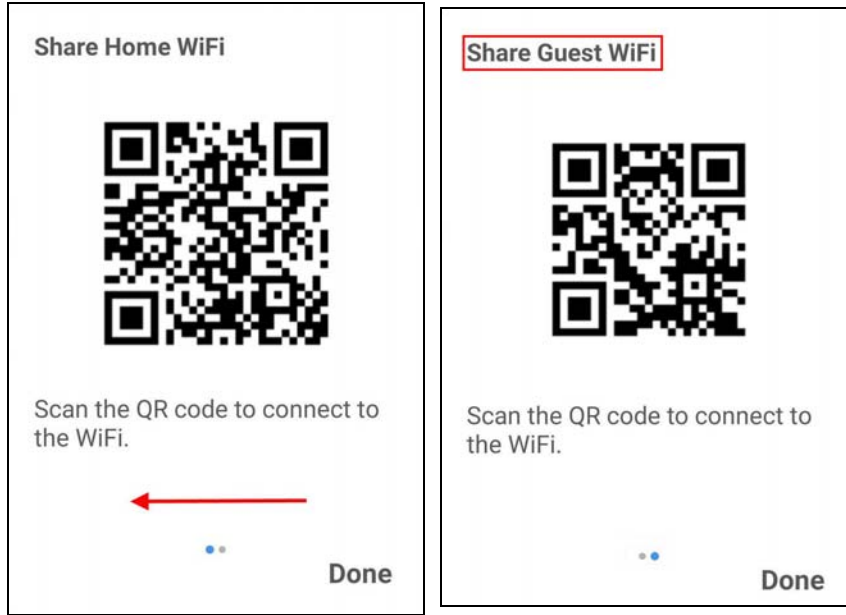 Share Home WiFi
Scan the QR code to connect to
the WiFi.
Done
Share Guest WiFi
Scan the QR code to connect to
the WiFi.
Done